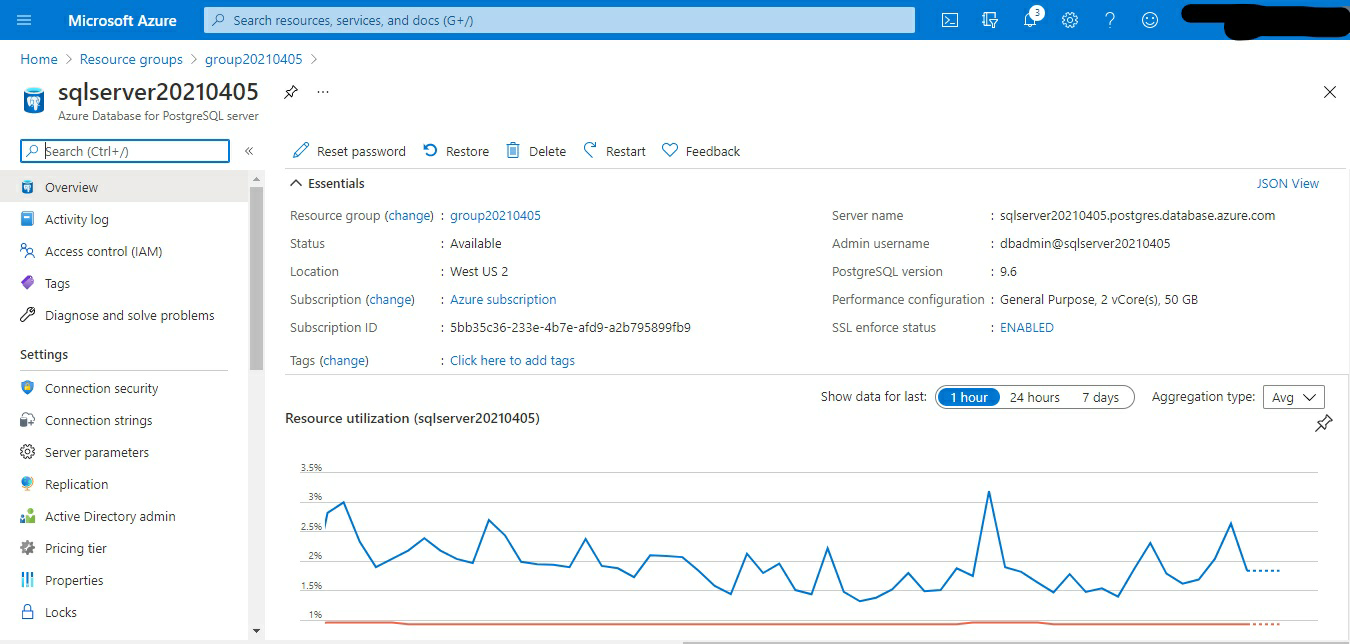 Microsoft Azure
Search resources, services, and docs (G+/)
3
Home > Resource groups > group20210405 >
sqlserver20210405
...
Azure Database for PostgreSQL server
Search (Ctrl+/)
«
Reset password
Restore
Delete
Restart
Feedback
Overview
Activity log
Access control (IAM)
Tags
Diagnose and solve problems
Settings
Connection security
Connection strings
Server parameters
Replication
Active Directory admin
Pricing tier
Properties
Locks
Essentials
JSON View
Resource group (change) : group20210405
Status : Available
Location : West US 2
Subscription (change) : Azure subscription
Subscription ID : 5bb35c36-233e-4b7e-afd9-a2b795899fb9
Tags (change) : Click here to add tags
Server name : sqlserver20210405.postgres.database.azure.com
Admin username : dbadmin@sqlserver20210405
PostgreSQL version : 9.6
Performance configuration : General Purpose, 2 vCore(s), 50 GB
SSL enforce status : ENABLED
Show data for last: 1 hour 24 hours 7 days Aggregation type: Avg
Resource utilization (sqlserver20210405)
3.5%
3%
2.5%
2%
1.5%
1%